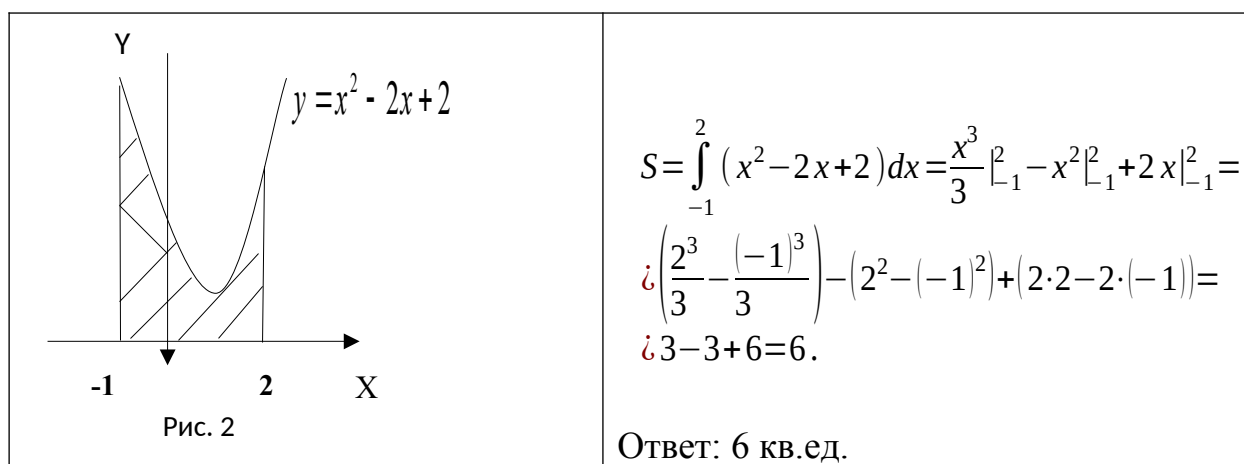 Y
y = x² - 2x + 2
-1 2 X
Рис. 2
S = ∫₋₁² (x² − 2x + 2) dx = x³/3 |₋₁² − x² |₋₁² + 2x |₋₁² =
¿ (2³/3 − (−1)³/3) − (2² − (−1)²) + (2·2 − 2·(−1)) =
¿ 3 − 3 + 6 = 6.
Ответ: 6 кв.ед.